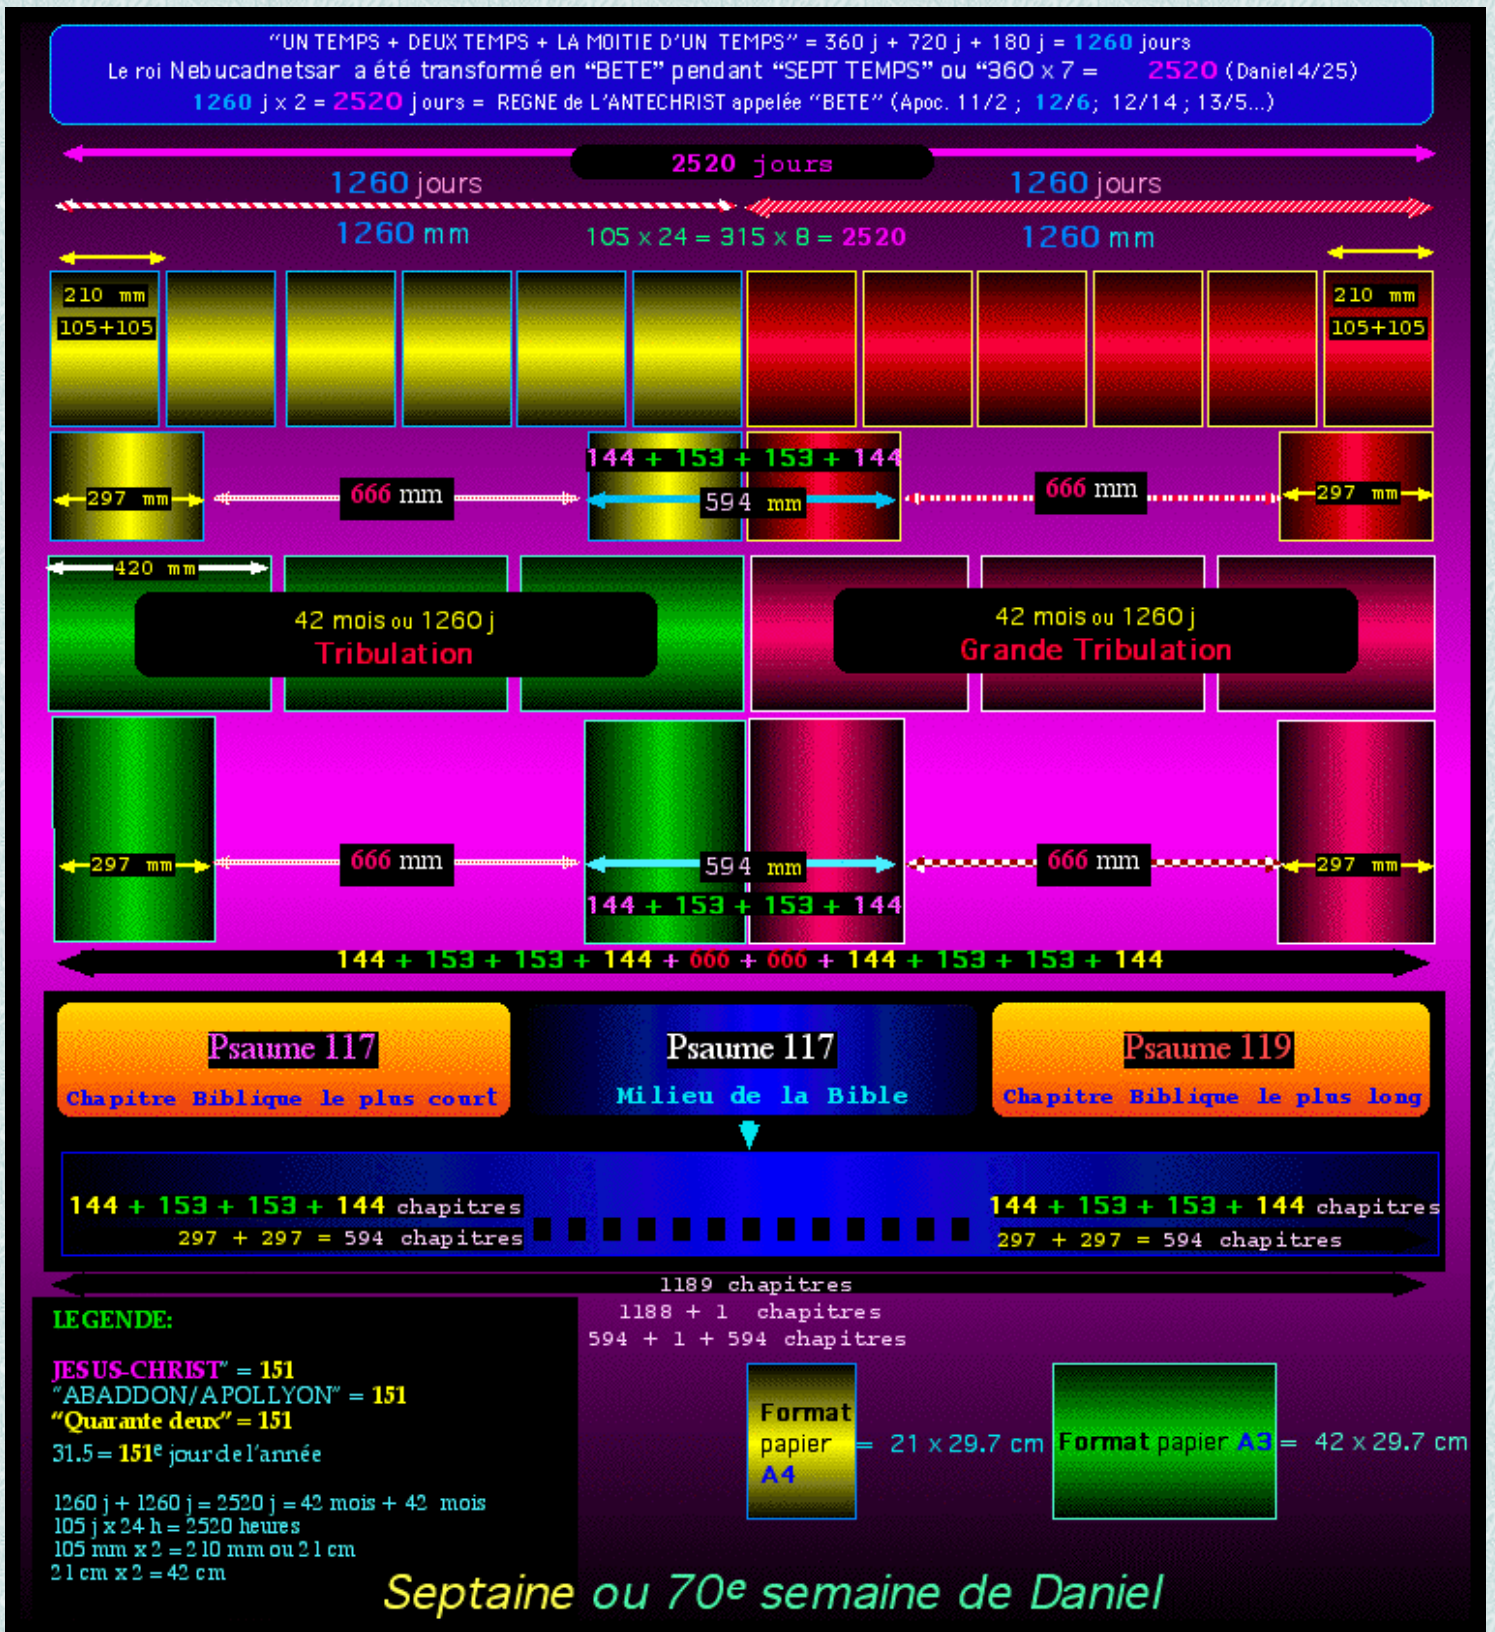 “UN TEMPS + DEUX TEMPS + LA MOITIE D'UN TEMPS” = 360 j + 720 j + 180 j = 1260 jours
Le roi Nebucadnetsar a été transformé en “BETE” pendant “SEPT TEMPS” ou “360 x 7 = 2520 (Daniel 4/25)
1260 j x 2 = 2520 jours = REGNE de L'ANTECHRIST appelée “BETE” (Apoc. 11/2 ; 12/6; 12/14 ; 13/5...)
2520 jours
1260 jours
1260 jours
1260 mm
105 x 24 = 315 x 8 = 2520
1260 mm
210 mm
105+105
210 mm
105+105
144 + 153 + 153 + 144
297 mm
666 mm
594 mm
666 mm
297 mm
420 mm
42 mois ou 1260 j
Tribulation
42 mois ou 1260 j
Grande Tribulation
297 mm
666 mm
594 mm
666 mm
297 mm
144 + 153 + 153 + 144
144 + 153 + 153 + 144 + 666 + 666 + 144 + 153 + 153 + 144
Psaume 117
Chapitre Biblique le plus court
Psaume 117
Milieu de la Bible
Psaume 119
Chapitre Biblique le plus long
144 + 153 + 153 + 144 chapitres
297 + 297 = 594 chapitres
144 + 153 + 153 + 144 chapitres
297 + 297 = 594 chapitres
1189 chapitres
1188 + 1 chapitres
594 + 1 + 594 chapitres
LEGENDE:
JESUS-CHRIST” = 151
“ABADDON/APOLLYON” = 151
“Quarante deux” = 151
31.5 = 151e jour de l'année
1260 j + 1260 j = 2520 j = 42 mois + 42 mois
105 j x 24 h = 2520 heures
105 mm x 2 = 210 mm ou 21 cm
21 cm x 2 = 42 cm
Format
papier
A4
= 21 x 29.7 cm
Format papier A3 = 42 x 29.7 cm
Septaine ou 70e semaine de Daniel